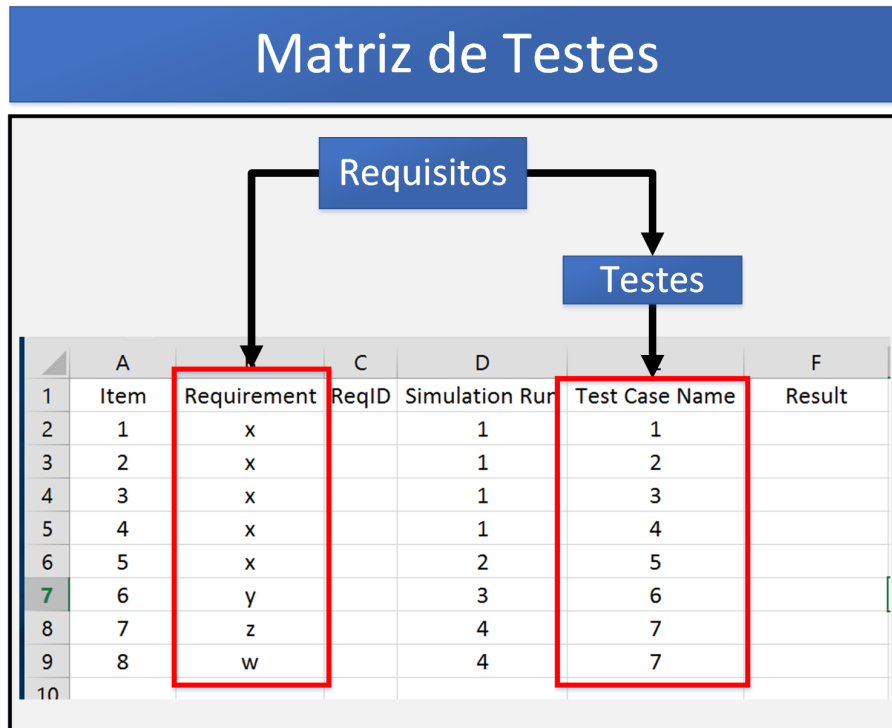 Matriz de Testes
Requisitos
Testes
A C D F
1 Item Requirement ReqID Simulation Run Test Case Name Result
2 1 x 1 1
3 2 x 1 2
4 3 x 1 3
5 4 x 1 4
6 5 x 2 5
7 6 y 3 6
8 7 z 4 7
9 8 w 4 7
10